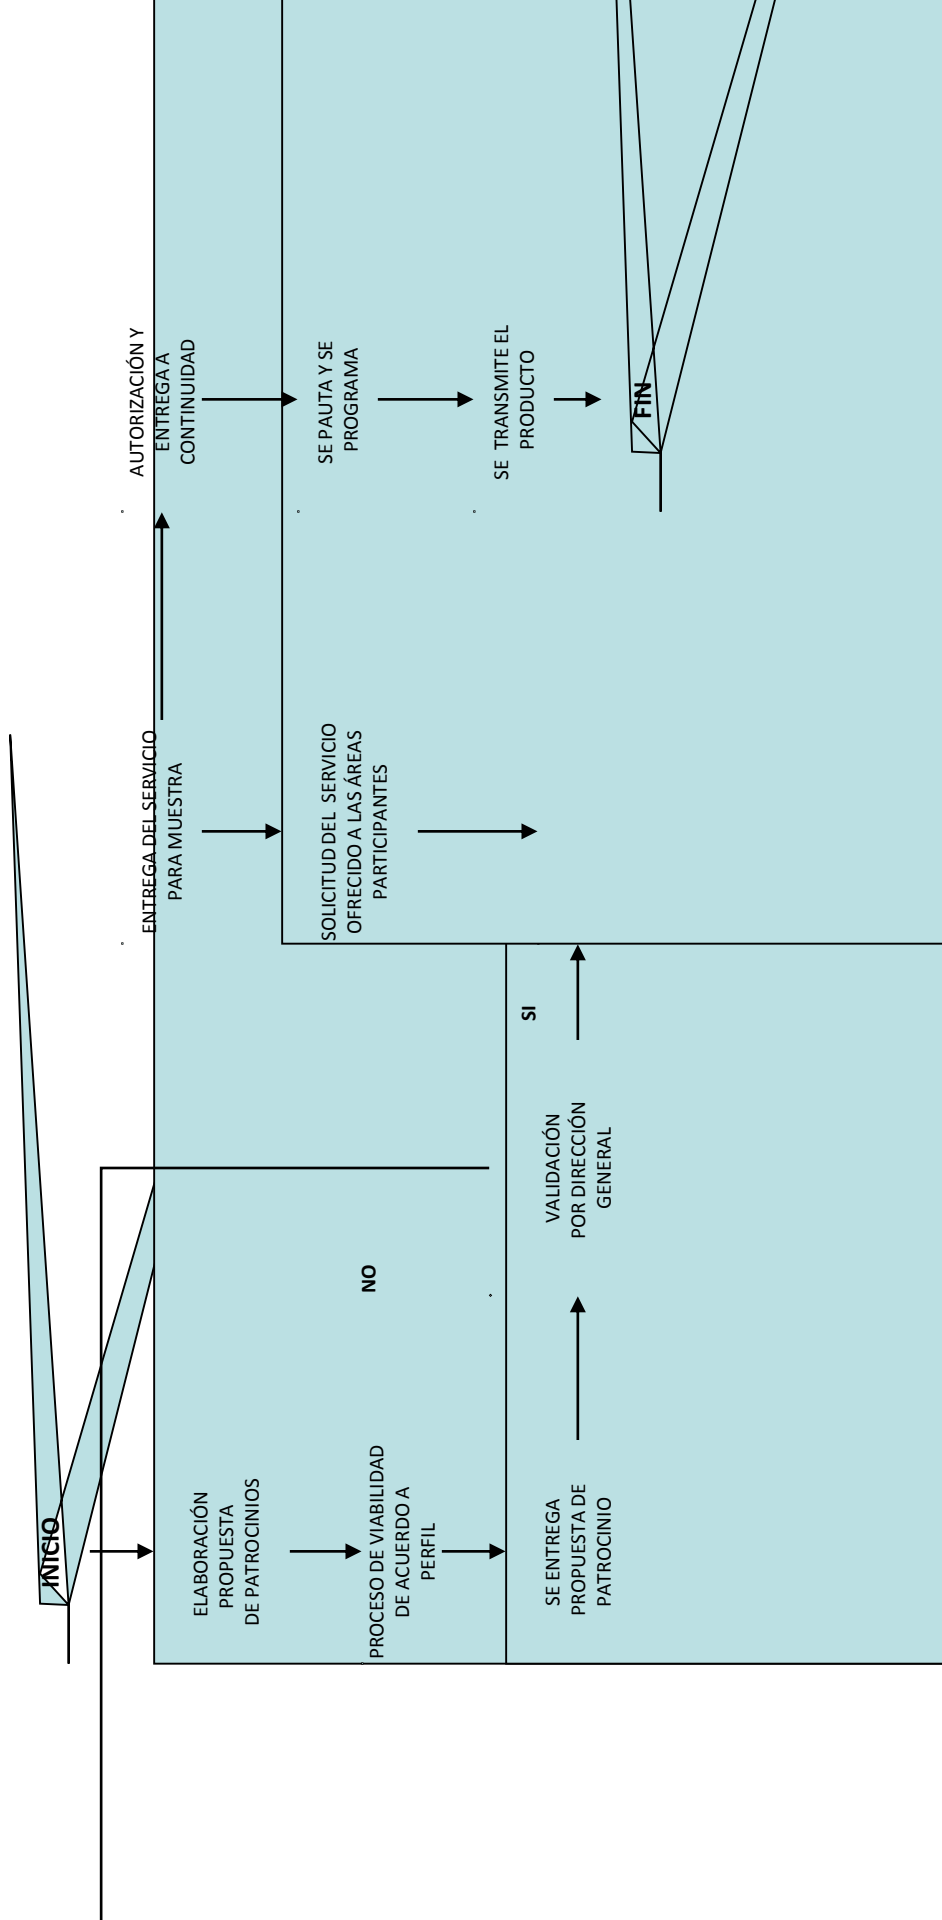 INICIO
ELABORACIÓN
PROPUESTA
DE PATROCINIOS
PROCESO DE VIABILIDAD
DE ACUERDO A
PERFIL
SE ENTREGA
PROPUESTA DE
PATROCINIO
VALIDACIÓN
POR DIRECCIÓN
GENERAL
NO
SI
SOLICITUD DEL SERVICIO
OFRECIDO A LAS ÁREAS
PARTICIPANTES
ENTREGA DEL SERVICIO
PARA MUESTRA
AUTORIZACIÓN Y
ENTREGA A
CONTINUIDAD
SE PAUTA Y SE
PROGRAMA
SE TRANSMITE EL
PRODUCTO
FIN